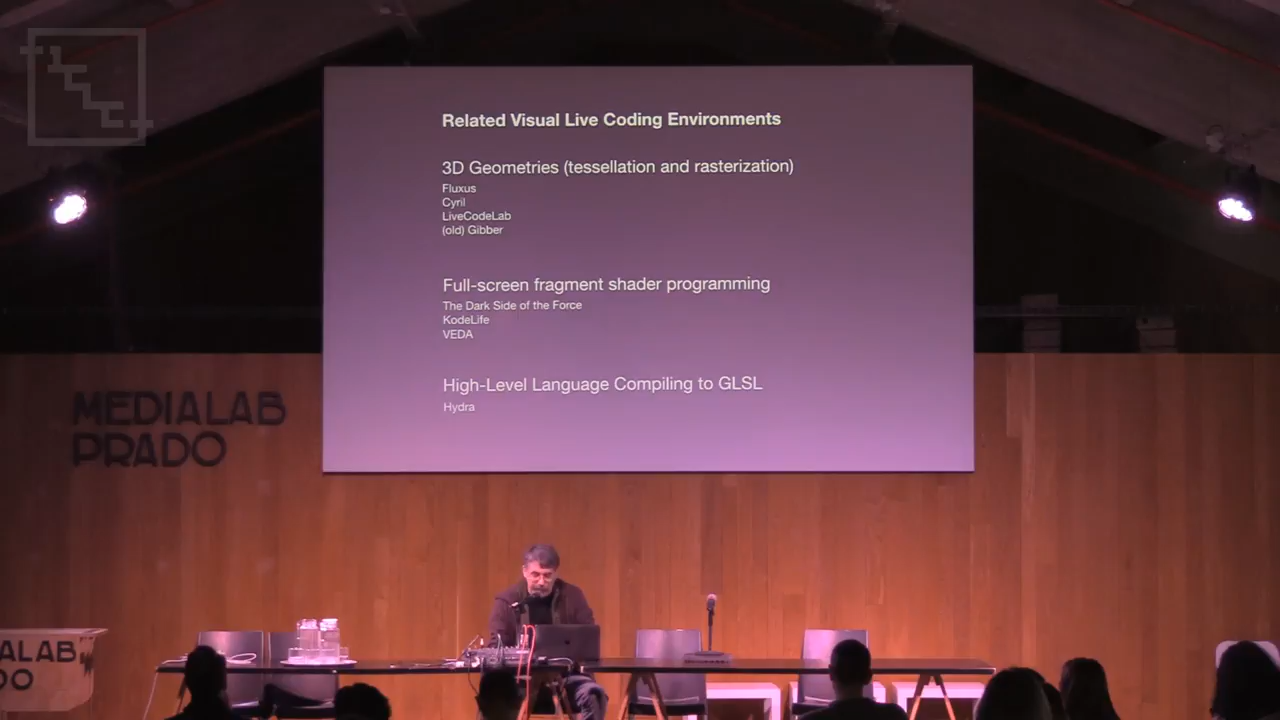 Related Visual Live Coding Environments
3D Geometries (tessellation and rasterization)
Fluxus
Cyril
LiveCodeLab
(old) Gibber
Full-screen fragment shader programming
The Dark Side of the Force
KodeLife
VEDA
High-Level Language Compiling to GLSL
Hydra
MEDIALAB
PRADO
ALAB
DO